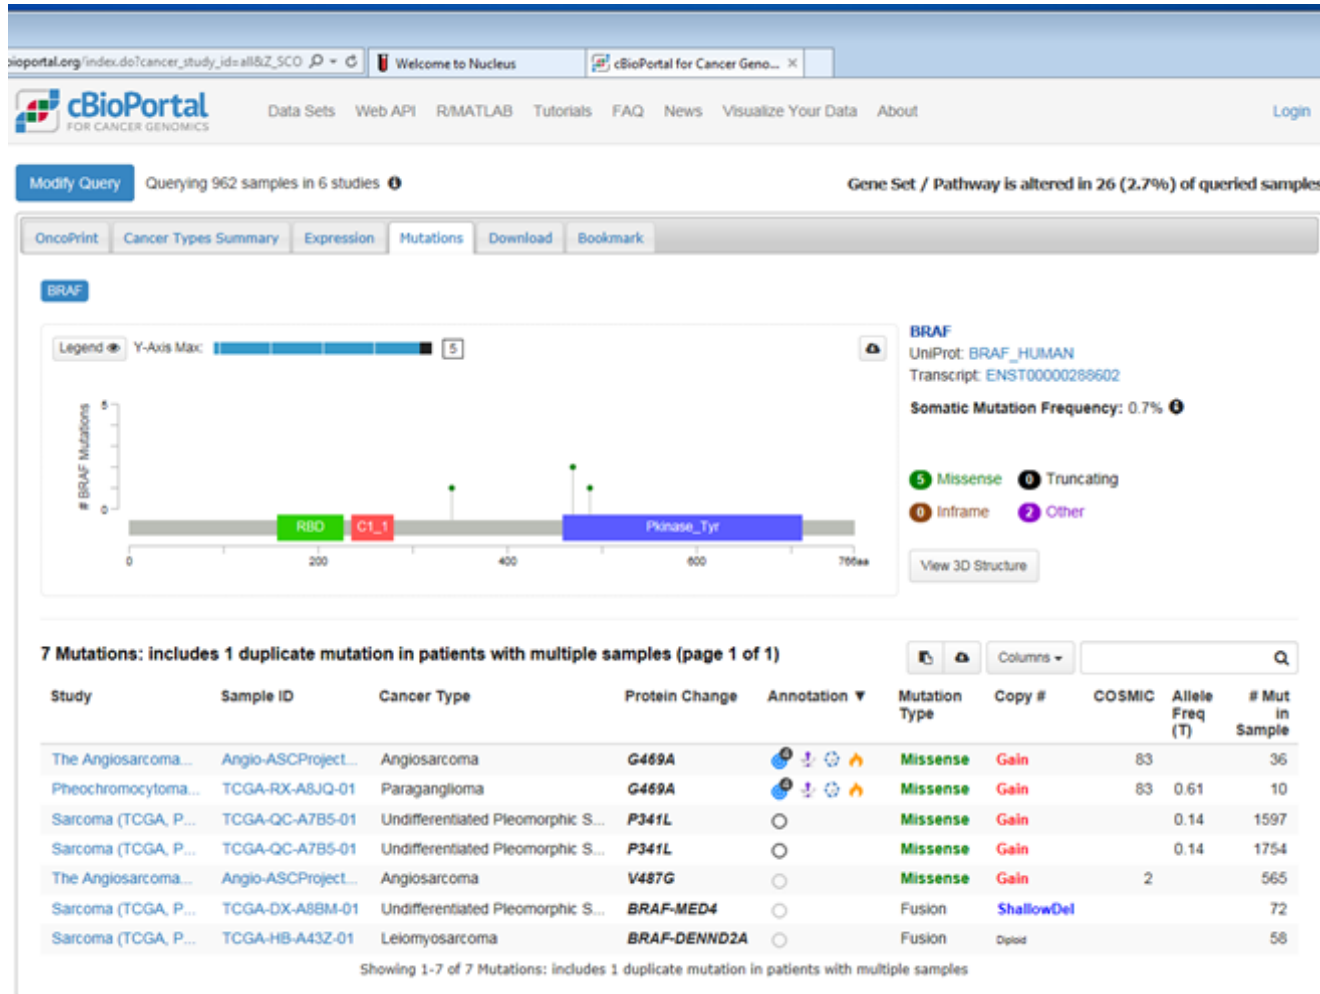 bioportal.org/index.do?cancer_study_id=all&Z_SCO
Welcome to Nucleus
cBioPortal for Cancer Geno...
cBioPortal
FOR CANCER GENOMICS
Data Sets Web API R/MATLAB Tutorials FAQ News Visualize Your Data About Login
Modify Query Querying 962 samples in 6 studies Gene Set / Pathway is altered in 26 (2.7%) of queried samples
OncoPrint Cancer Types Summary Expression Mutations Download Bookmark
BRAF
Legend Y-Axis Max: 5
# BRAF Mutations
5
0
RBD C1_1 Pkinase_Tyr
0 200 400 600 766aa
BRAF
UniProt: BRAF_HUMAN
Transcript: ENST00000288602
Somatic Mutation Frequency: 0.7%
5 Missense 0 Truncating
0 Inframe 2 Other
View 3D Structure
7 Mutations: includes 1 duplicate mutation in patients with multiple samples (page 1 of 1)
Columns
Study Sample ID Cancer Type Protein Change Annotation ▼ Mutation Type Copy # COSMIC Allele Freq (T) # Mut in Sample
The Angiosarcoma... Angio-ASCProject... Angiosarcoma G469A 4 Missense Gain 83 36
Pheochromocytoma... TCGA-RX-A8JQ-01 Paraganglioma G469A 4 Missense Gain 83 0.61 10
Sarcoma (TCGA, P... TCGA-QC-A7B5-01 Undifferentiated Pleomorphic S... P341L Missense Gain 0.14 1597
Sarcoma (TCGA, P... TCGA-QC-A7B5-01 Undifferentiated Pleomorphic S... P341L Missense Gain 0.14 1754
The Angiosarcoma... Angio-ASCProject... Angiosarcoma V487G Missense Gain 2 565
Sarcoma (TCGA, P... TCGA-DX-A8BM-01 Undifferentiated Pleomorphic S... BRAF-MED4 Fusion ShallowDel 72
Sarcoma (TCGA, P... TCGA-HB-A43Z-01 Leiomyosarcoma BRAF-DENND2A Fusion Diploid 58
Showing 1-7 of 7 Mutations: includes 1 duplicate mutation in patients with multiple samples